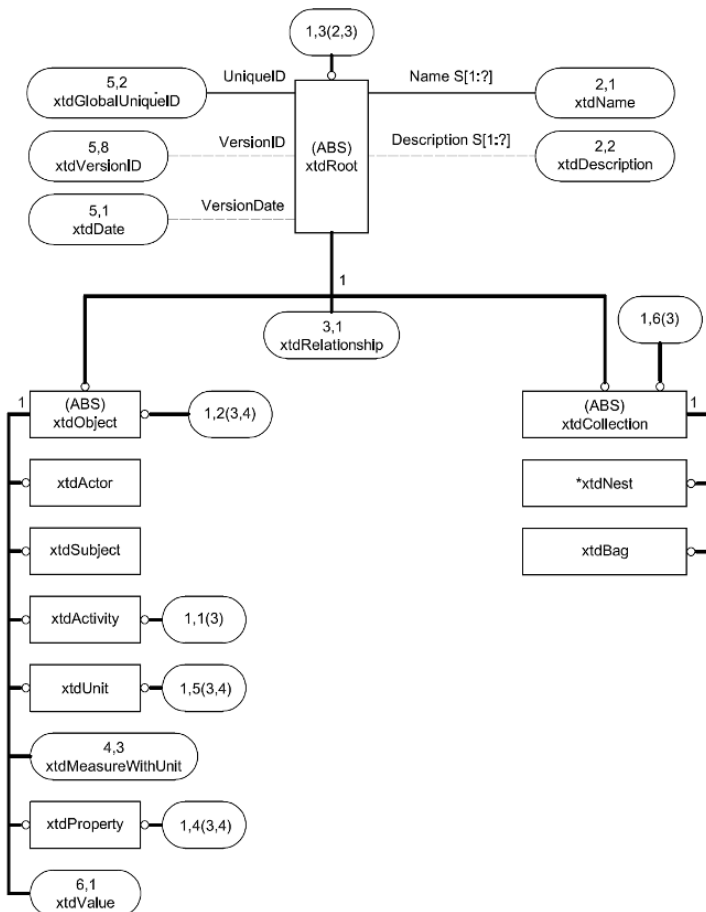 1,3(2,3)
5,2
xtdGlobalUniqueID
UniqueID
Name S[1:?]
2,1
xtdName
5,8
xtdVersionID
VersionID
(ABS)
xtdRoot
Description S[1:?]
2,2
xtdDescription
5,1
xtdDate
VersionDate
1
3,1
xtdRelationship
1,6(3)
1
(ABS)
xtdObject
1,2(3,4)
(ABS)
xtdCollection
1
xtdActor
*xtdNest
xtdSubject
xtdBag
xtdActivity
1,1(3)
xtdUnit
1,5(3,4)
4,3
xtdMeasureWithUnit
xtdProperty
1,4(3,4)
6,1
xtdValue